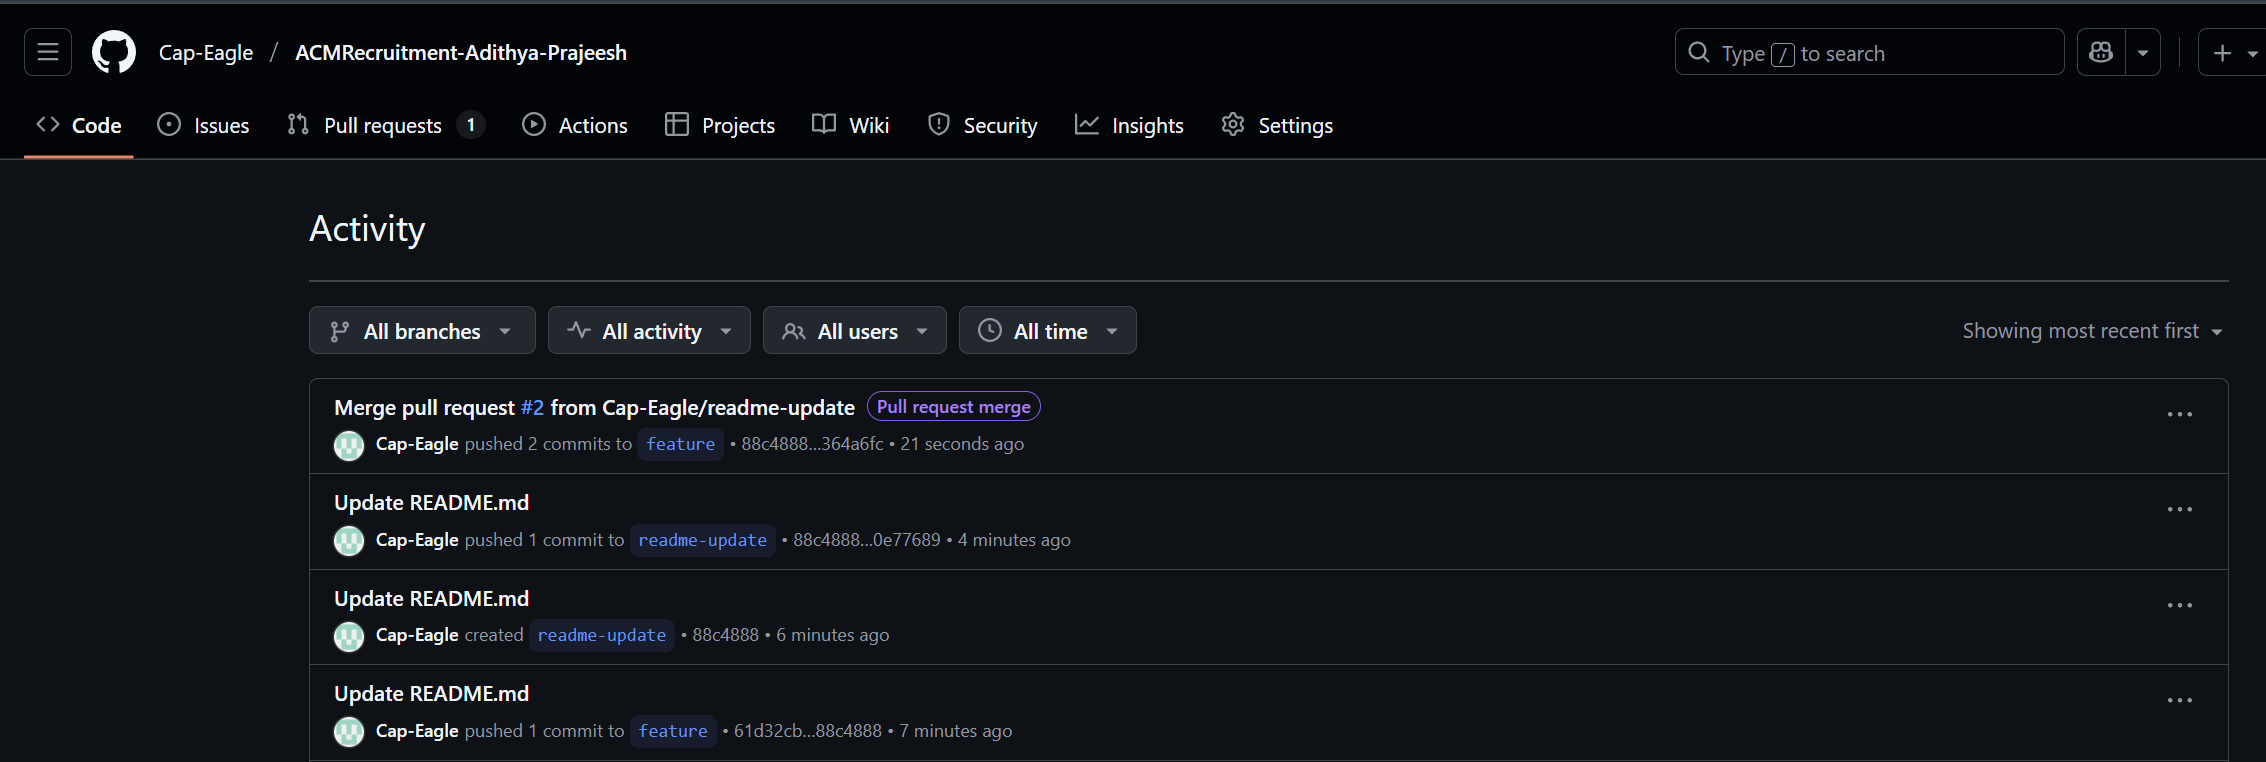 Cap-Eagle / ACMRecruitment-Adithya-Prajeesh
Type / to search
Code Issues Pull requests 1 Actions Projects Wiki Security Insights Settings
Activity
All branches All activity All users All time Showing most recent first
Merge pull request #2 from Cap-Eagle/readme-update Pull request merge
Cap-Eagle pushed 2 commits to feature • 88c4888...364a6fc • 21 seconds ago
Update README.md
Cap-Eagle pushed 1 commit to readme-update • 88c4888...0e77689 • 4 minutes ago
Update README.md
Cap-Eagle created readme-update • 88c4888 • 6 minutes ago
Update README.md
Cap-Eagle pushed 1 commit to feature • 61d32cb...88c4888 • 7 minutes ago